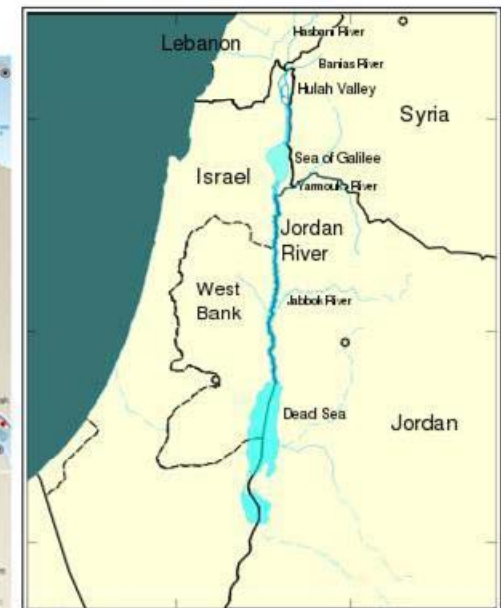 Lebanon
Hasbani River
Banias River
Hulah Valley
Syria
Sea of Galilee
Israel
Yarmouk River
Jordan
River
West
Bank
Jabbok River
Dead Sea
Jordan